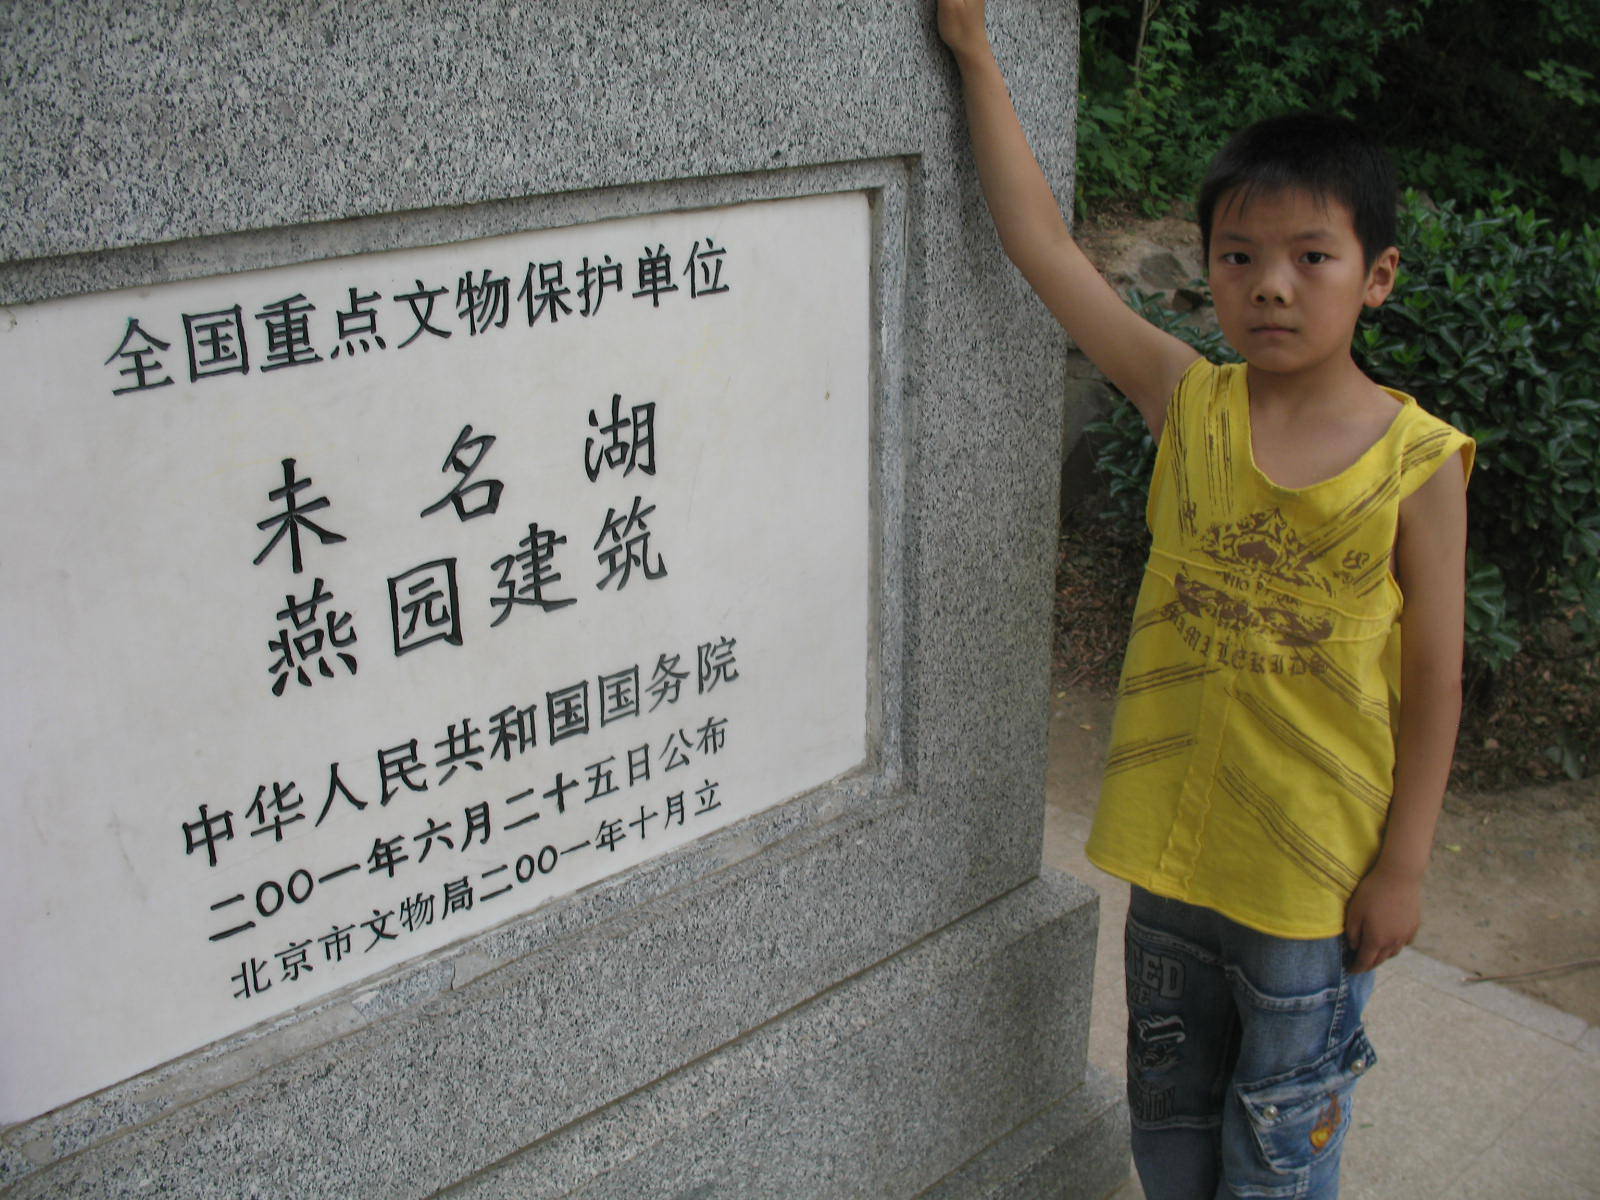 全国重点文物保护单位
未名湖
燕园建筑
中华人民共和国国务院
二〇〇一年六月二十五日公布
北京市文物局二〇〇一年十月立